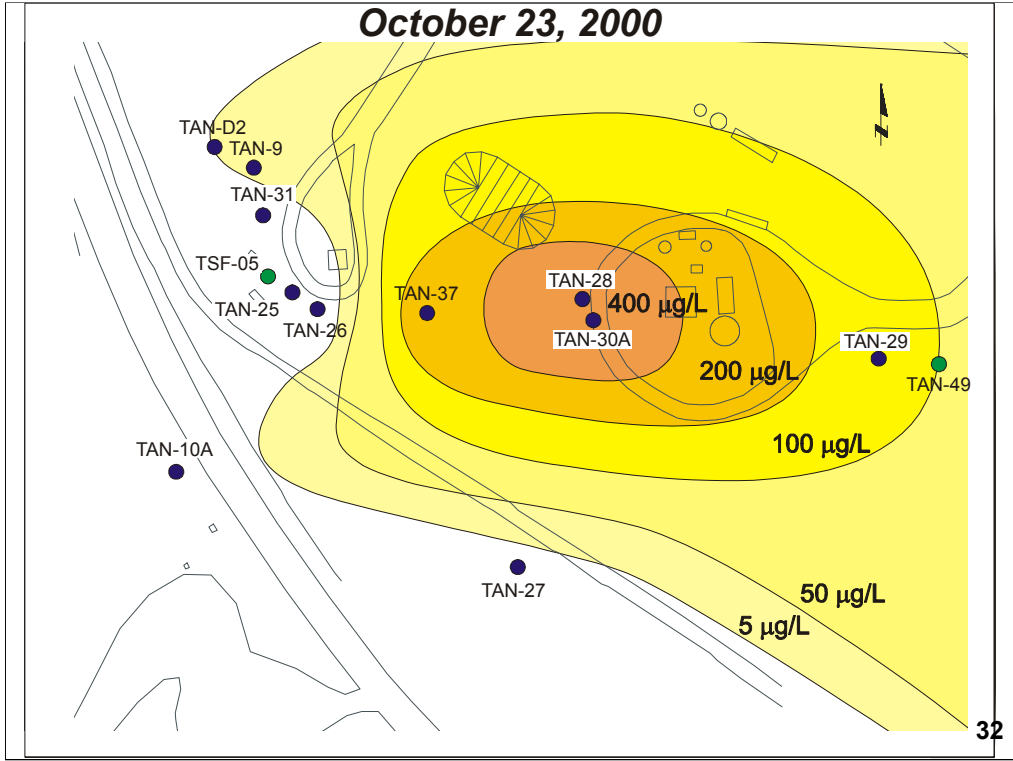 October 23, 2000
TAN-D2
TAN-9
TAN-31
TSF-05
TAN-25
TAN-26
TAN-37
TAN-28
400 µg/L
TAN-30A
TAN-29
200 µg/L
TAN-49
100 µg/L
TAN-10A
TAN-27
50 µg/L
5 µg/L
32